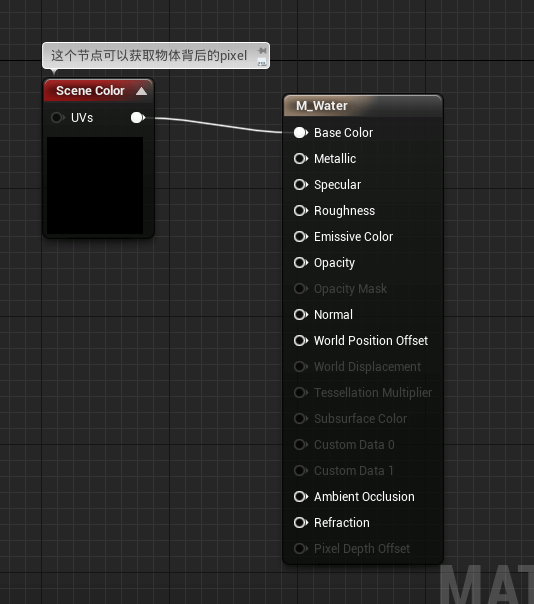 这个节点可以获取物体背后的pixel
Scene Color
UVs
M_Water
Base Color
Metallic
Specular
Roughness
Emissive Color
Opacity
Opacity Mask
Normal
World Position Offset
World Displacement
Tessellation Multiplier
Subsurface Color
Custom Data 0
Custom Data 1
Ambient Occlusion
Refraction
Pixel Depth Offset
MAT